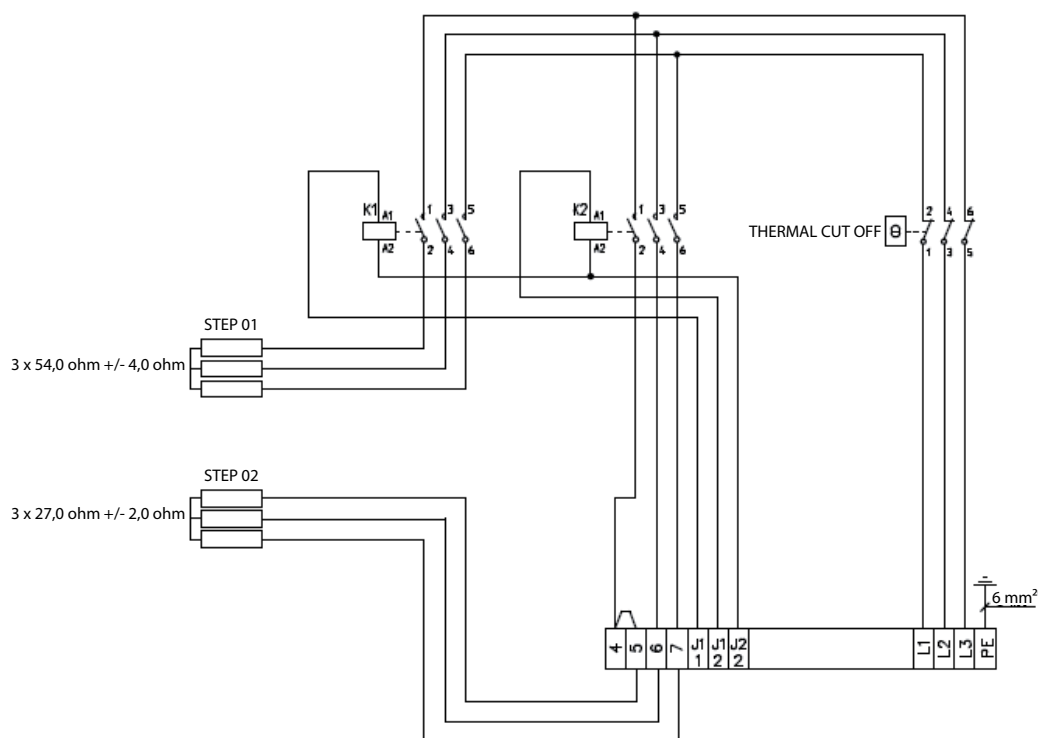 1 3 5
K1 A1
A2
2 4 6
1 3 5
K2 A1
A2
2 4 6
2 4 6
THERMAL CUT OFF θ
1 3 5
STEP 01
3 x 54,0 ohm +/- 4,0 ohm
STEP 02
3 x 27,0 ohm +/- 2,0 ohm
6 mm²
4 5 6 7 J1 1 J1 2 J2 2 L1 L2 L3 PE